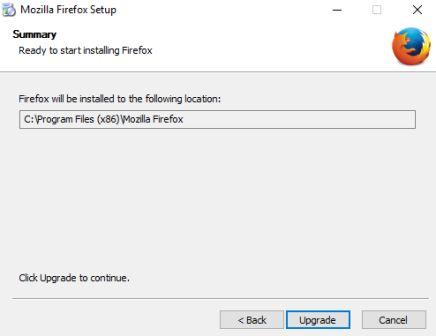 Mozilla Firefox Setup
Summary
Ready to start installing Firefox
Firefox will be installed to the following location:
C:\Program Files (x86)\Mozilla Firefox
Click Upgrade to continue.
< Back Upgrade Cancel